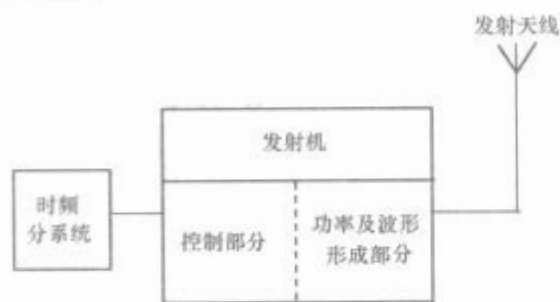 发射天线
发射机
时频
分系统
控制部分
功率及波形
形成部分